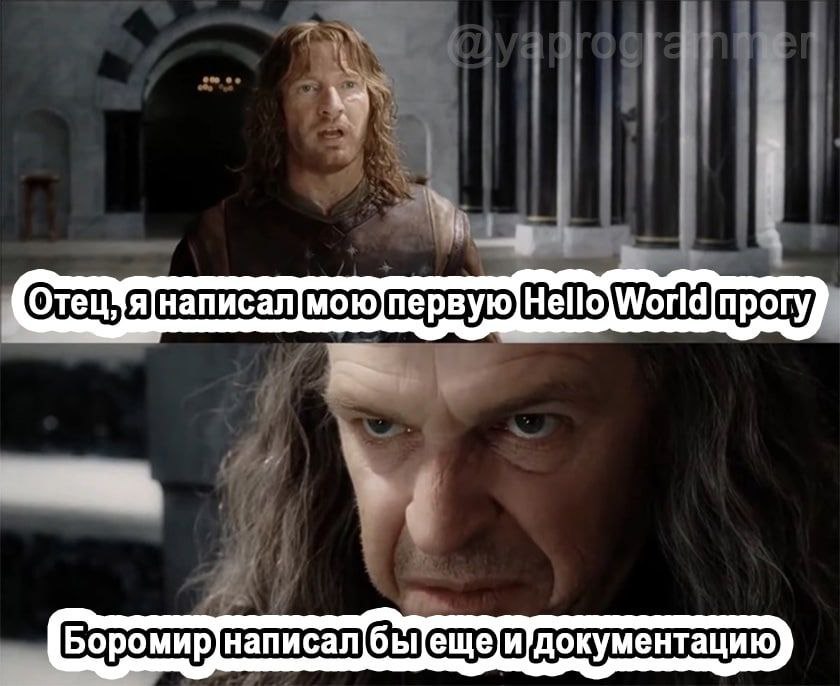 @yaprogrammer
Отец, я написал мою первую Hello World прогу
Боромир написал бы еще и документацию